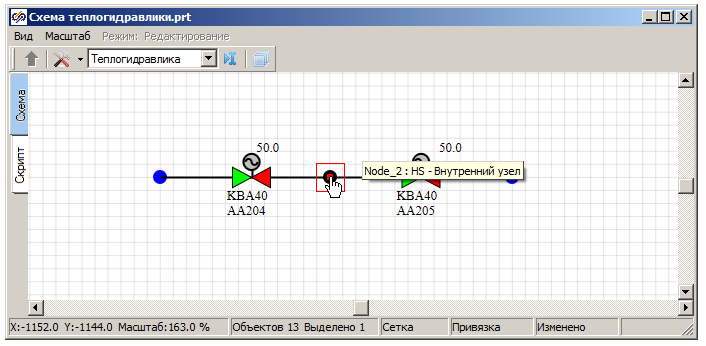 Схема теплогидравлики.prt
Вид Масштаб Режим: Редактирование
Теплогидравлика
Схема
Скрипт
50.0 50.0
Node_2 : HS - Внутренний узел
KBA40 KBA40
AA204 AA205
X:-1152.0 Y:-1144.0 Масштаб:163.0 % Объектов 13 Выделено 1 Сетка Привязка Изменено